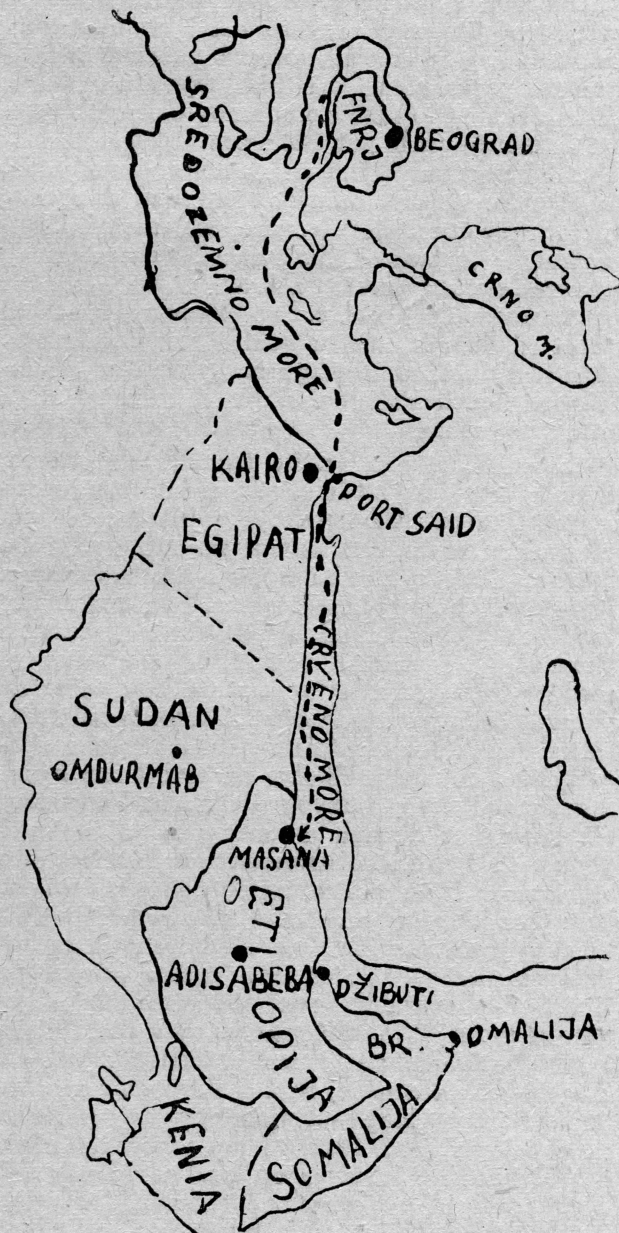 SREDOZEMNO MORE
FNRJ
BEOGRAD
CRNO M.
KAIRO
PORT SAID
EGIPAT
CRVENO MORE
SUDAN
OMDURMAB
MASANA
ETIOPIJA
ADISABEBA
DŽIBUTI
BR.
OMALIJA
SOMALIJA
KENIA